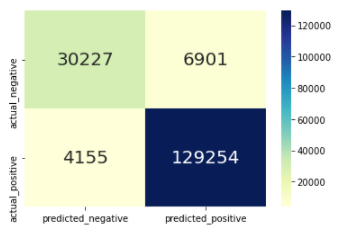 30227 6901
4155 129254
actual_negative
actual_positive
predicted_negative predicted_positive
120000
100000
80000
60000
40000
20000